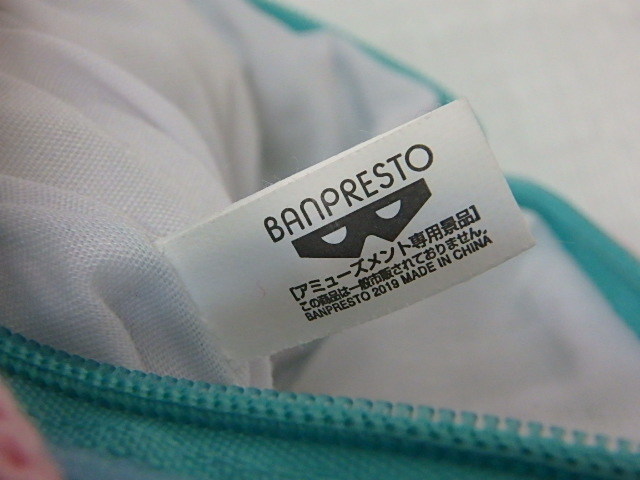 BANPRESTO
[アミューズメント専用景品]
この商品は一般市販されておりません。
BANPRESTO 2019 MADE IN CHINA